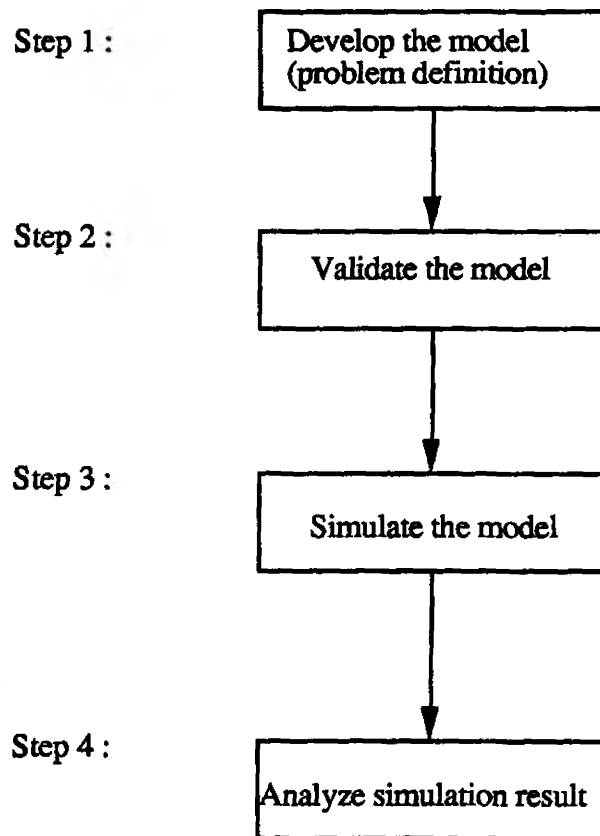 Step 1 :
Develop the model
(problem definition)
Step 2 :
Validate the model
Step 3 :
Simulate the model
Step 4 :
Analyze simulation result